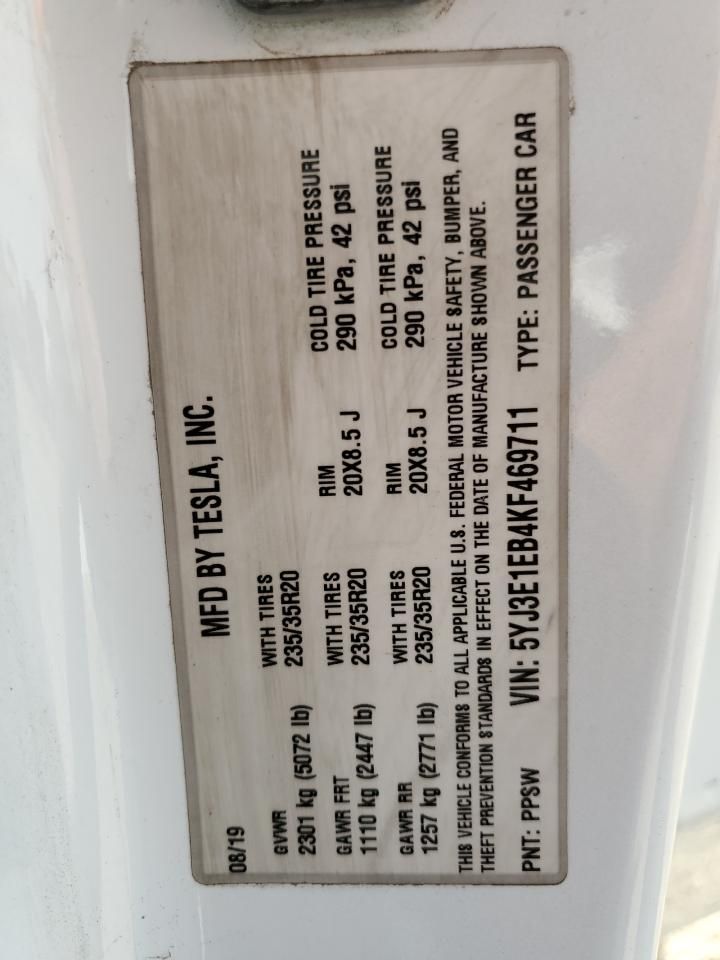 MFD BY TESLA, INC.
08/19
GVWR WITH TIRES
2301 kg (5072 lb) 235/35R20
GAWR FRT WITH TIRES RIM COLD TIRE PRESSURE
1110 kg (2447 lb) 235/35R20 20X8.5 J 290 kPa, 42 psi
GAWR RR WITH TIRES RIM COLD TIRE PRESSURE
1257 kg (2771 lb) 235/35R20 20X8.5 J 290 kPa, 42 psi
THIS VEHICLE CONFORMS TO ALL APPLICABLE U.S. FEDERAL MOTOR VEHICLE SAFETY, BUMPER, AND
THEFT PREVENTION STANDARDS IN EFFECT ON THE DATE OF MANUFACTURE SHOWN ABOVE.
PNT: PPSW VIN: 5YJ3E1EB4KF469711 TYPE: PASSENGER CAR